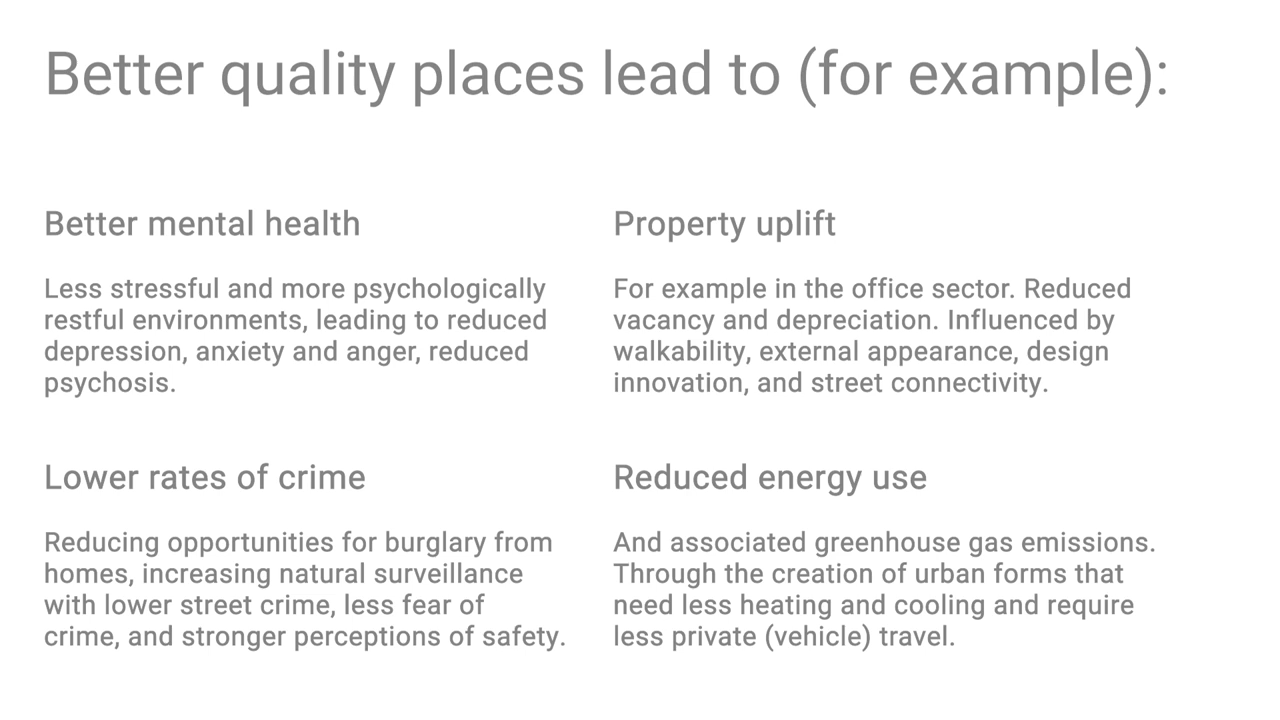 Better quality places lead to (for example):
Better mental health
Less stressful and more psychologically
restful environments, leading to reduced
depression, anxiety and anger, reduced
psychosis.
Property uplift
For example in the office sector. Reduced
vacancy and depreciation. Influenced by
walkability, external appearance, design
innovation, and street connectivity.
Lower rates of crime
Reducing opportunities for burglary from
homes, increasing natural surveillance
with lower street crime, less fear of
crime, and stronger perceptions of safety.
Reduced energy use
And associated greenhouse gas emissions.
Through the creation of urban forms that
need less heating and cooling and require
less private (vehicle) travel.